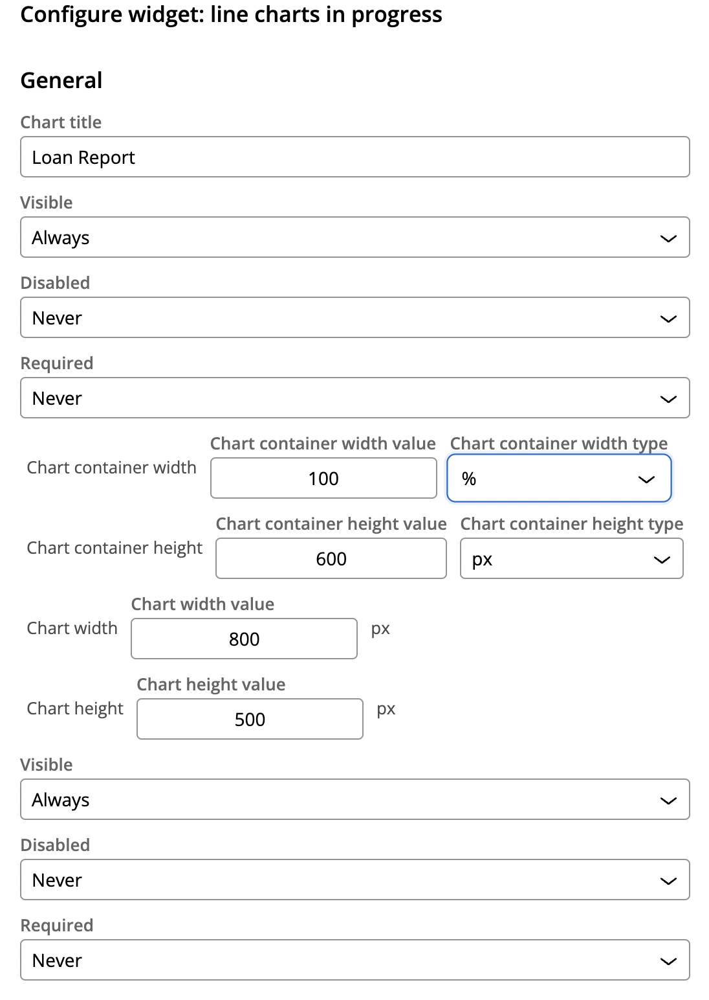 Configure widget: line charts in progress
General
Chart title
Loan Report
Visible
Always
Disabled
Never
Required
Never
Chart container width value Chart container width type
Chart container width 100 %
Chart container height value Chart container height type
Chart container height 600 px
Chart width value
Chart width 800 px
Chart height value
Chart height 500 px
Visible
Always
Disabled
Never
Required
Never